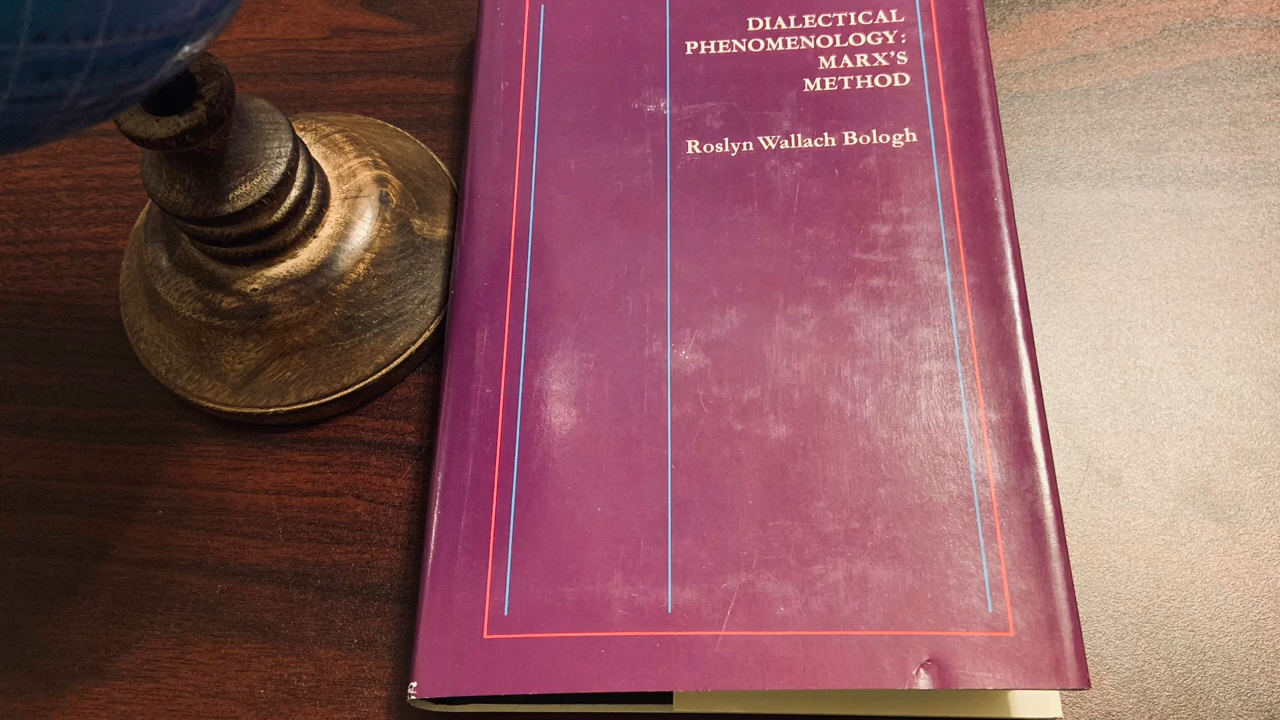 DIALECTICAL
PHENOMENOLOGY:
MARX'S
METHOD
Roslyn Wallach Bologh